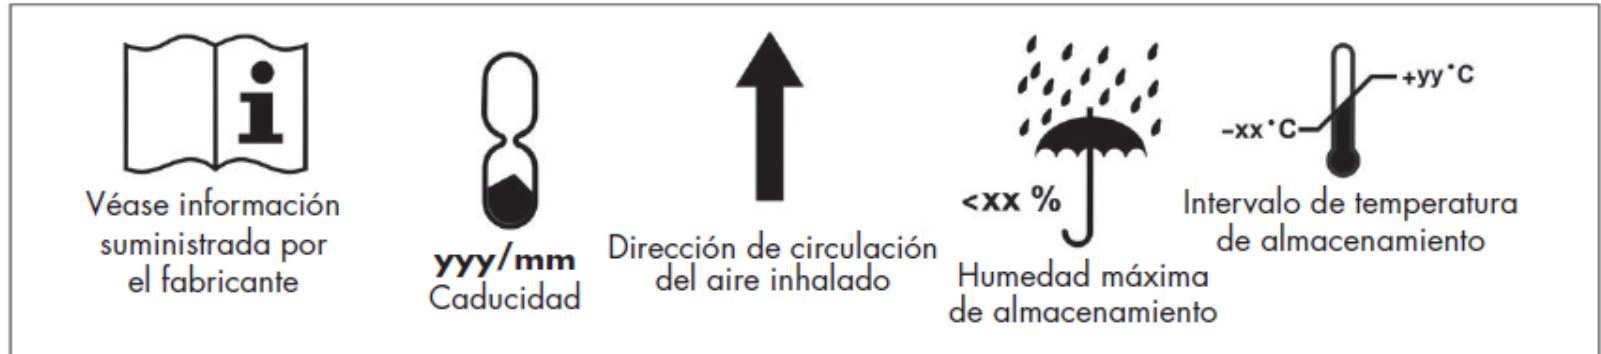 Véase información
suministrada por
el fabricante
yyy/mm
Caducidad
Dirección de circulación
del aire inhalado
<xx %
Humedad máxima
de almacenamiento
+yy °C
-xx °C
Intervalo de temperatura
de almacenamiento